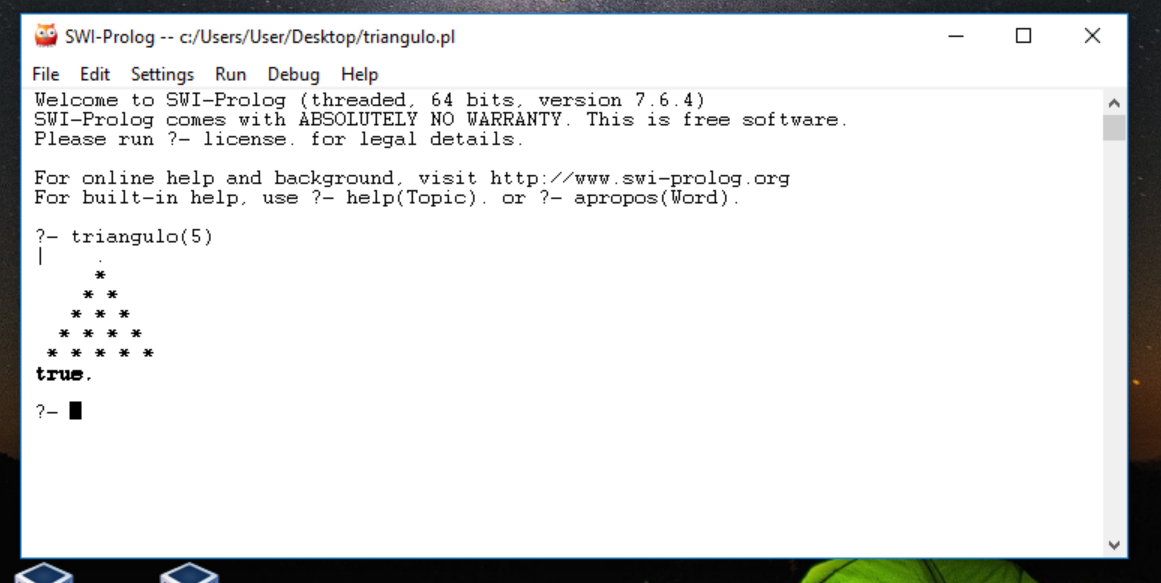 SWI-Prolog -- c:/Users/User/Desktop/triangulo.pl
File Edit Settings Run Debug Help
Welcome to SWI-Prolog (threaded, 64 bits, version 7.6.4)
SWI-Prolog comes with ABSOLUTELY NO WARRANTY. This is free software.
Please run ?- license. for legal details.
For online help and background, visit http://www.swi-prolog.org
For built-in help, use ?- help(Topic). or ?- apropos(Word).
?- triangulo(5)
|     .
     *
    * *
   * * *
  * * * *
 * * * * *
true.
?-